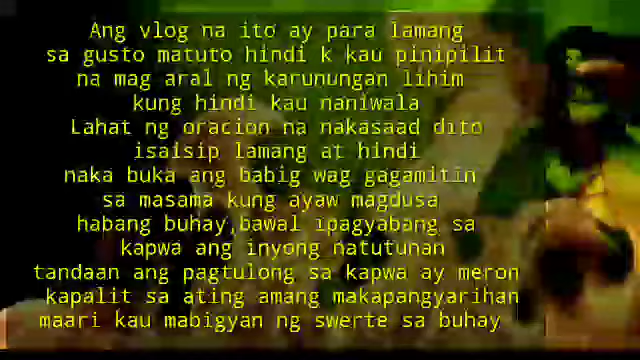 Ang vlog na ito ay para lamang
sa gusto matuto hindi k kau pinipilit
na mag aral ng karunungan lihim
kung hindi kau naniwala
Lahat ng oracion na nakasaad dito
isaisip lamang at hindi
naka buka ang babig wag gagamitin
sa masama kung ayaw magdusa
habang buhay,bawal ipagyabang sa
kapwa ang inyong natutunan
tandaan ang pagtulong sa kapwa ay meron
kapalit sa ating amang makapangyarihan
maari kau mabigyan ng swerte sa buhay